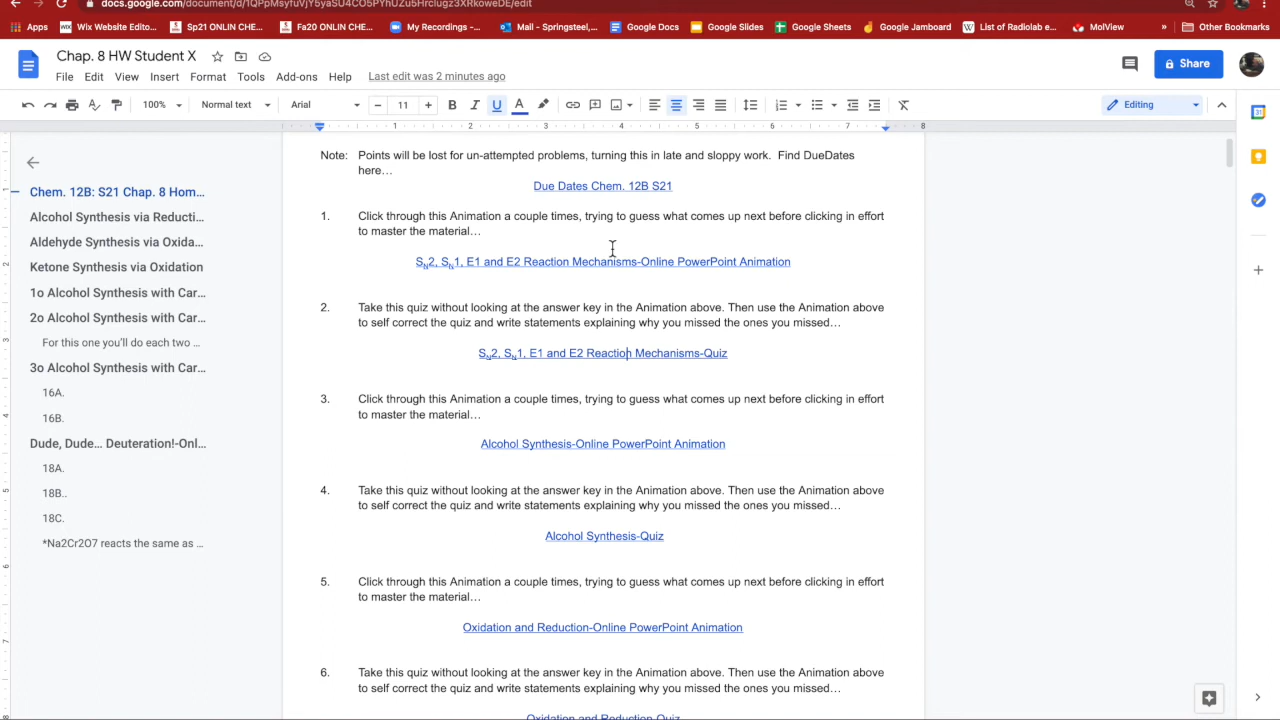 docs.google.com/document/d/1QPpMsyfuVjY5yaSU4CO5PYhUZu5Hrclugz3XRkoweDE/edit
Apps Wix Website Edito... Sp21 ONLIN CHE... Fa20 ONLIN CHE... My Recordings -... Mail - Springsteel,... Google Docs Google Slides Google Sheets Google Jamboard List of Radiolab e... MolView » Other Bookmarks
Chap. 8 HW Student X
File Edit View Insert Format Tools Add-ons Help Last edit was 2 minutes ago
Share
100% Normal text Arial 11 B I U A Editing
1 2 3 4 5 6 7 8
Chem. 12B: S21 Chap. 8 Hom...
Alcohol Synthesis via Reducti...
Aldehyde Synthesis via Oxida...
Ketone Synthesis via Oxidation
1o Alcohol Synthesis with Car...
2o Alcohol Synthesis with Car...
For this one you'll do each two ...
3o Alcohol Synthesis with Car...
16A.
16B.
Dude, Dude... Deuteration!-Onl...
18A.
18B..
18C.
*Na2Cr2O7 reacts the same as ...
Note: Points will be lost for un-attempted problems, turning this in late and sloppy work. Find DueDates
here…
Due Dates Chem. 12B S21
1. Click through this Animation a couple times, trying to guess what comes up next before clicking in effort
to master the material…
SN2, SN1, E1 and E2 Reaction Mechanisms-Online PowerPoint Animation
2. Take this quiz without looking at the answer key in the Animation above. Then use the Animation above
to self correct the quiz and write statements explaining why you missed the ones you missed…
SN2, SN1, E1 and E2 Reaction Mechanisms-Quiz
3. Click through this Animation a couple times, trying to guess what comes up next before clicking in effort
to master the material…
Alcohol Synthesis-Online PowerPoint Animation
4. Take this quiz without looking at the answer key in the Animation above. Then use the Animation above
to self correct the quiz and write statements explaining why you missed the ones you missed…
Alcohol Synthesis-Quiz
5. Click through this Animation a couple times, trying to guess what comes up next before clicking in effort
to master the material…
Oxidation and Reduction-Online PowerPoint Animation
6. Take this quiz without looking at the answer key in the Animation above. Then use the Animation above
to self correct the quiz and write statements explaining why you missed the ones you missed…
Oxidation and Reduction-Quiz